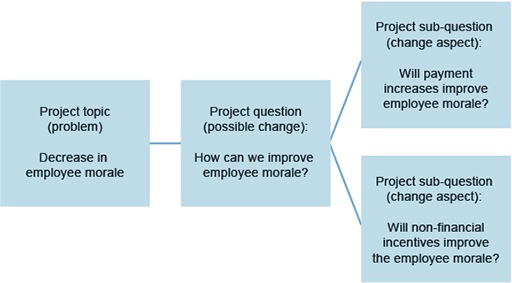 Project topic
(problem)
Decrease in
employee morale
Project question
(possible change):
How can we improve
employee morale?
Project sub-question
(change aspect):
Will payment
increases improve
employee morale?
Project sub-question
(change aspect):
Will non-financial
incentives improve
the employee morale?